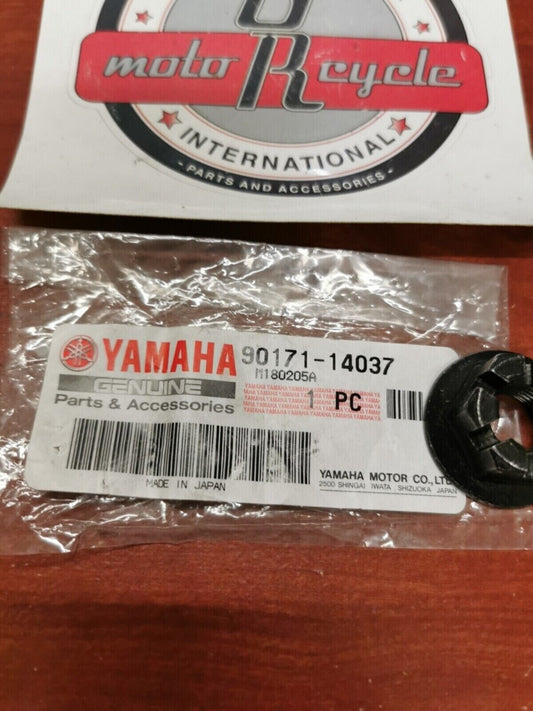 moto R cycle
INTERNATIONAL
- PARTS AND ACCESSORIES -
YAMAHA 90171-14037
GENUINE M180205A
Parts & Accessories 1 PC
MADE IN JAPAN
YAMAHA MOTOR CO., LTD.
2500 SHINGAI IWATA SHIZUOKA JAPAN